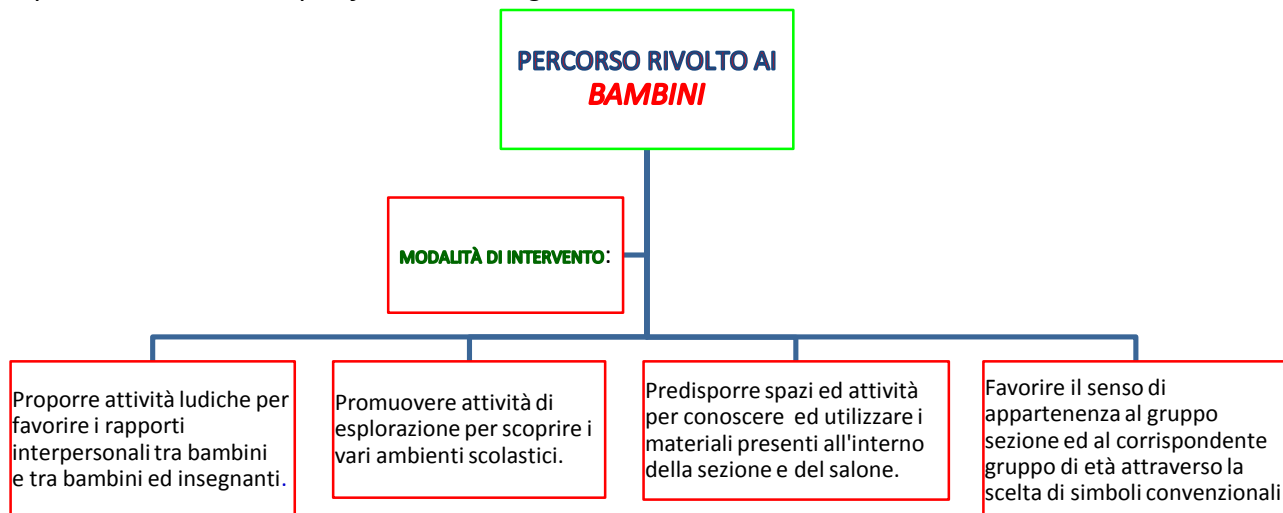 PERCORSO RIVOLTO AI
BAMBINI
MODALITÀ DI INTERVENTO:
Proporre attività ludiche per
favorire i rapporti
interpersonali tra bambini
e tra bambini ed insegnanti.
Promuovere attività di
esplorazione per scoprire i
vari ambienti scolastici.
Predisporre spazi ed attività
per conoscere ed utilizzare i
materiali presenti all'interno
della sezione e del salone.
Favorire il senso di
appartenenza al gruppo
sezione ed al corrispondente
gruppo di età attraverso la
scelta di simboli convenzionali